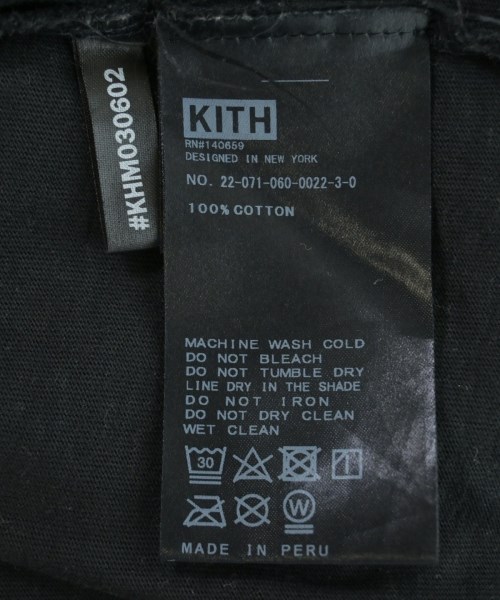 #KHM030602
KITH
RN#140659
DESIGNED IN NEW YORK
NO. 22-071-060-0022-3-0
100% COTTON
MACHINE WASH COLD
DO NOT BLEACH
DO NOT TUMBLE DRY
LINE DRY IN THE SHADE
DO NOT IRON
DO NOT DRY CLEAN
WET CLEAN
30
W
MADE IN PERU